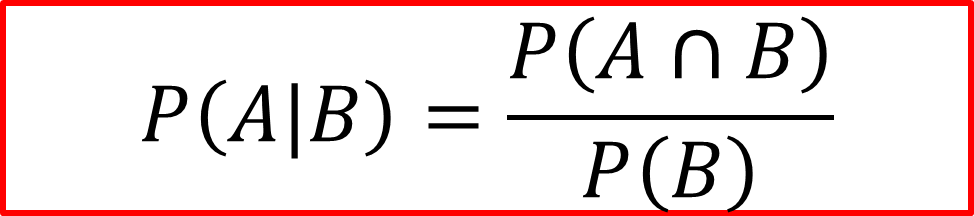 P(A|B) = P(A ∩ B) / P(B)